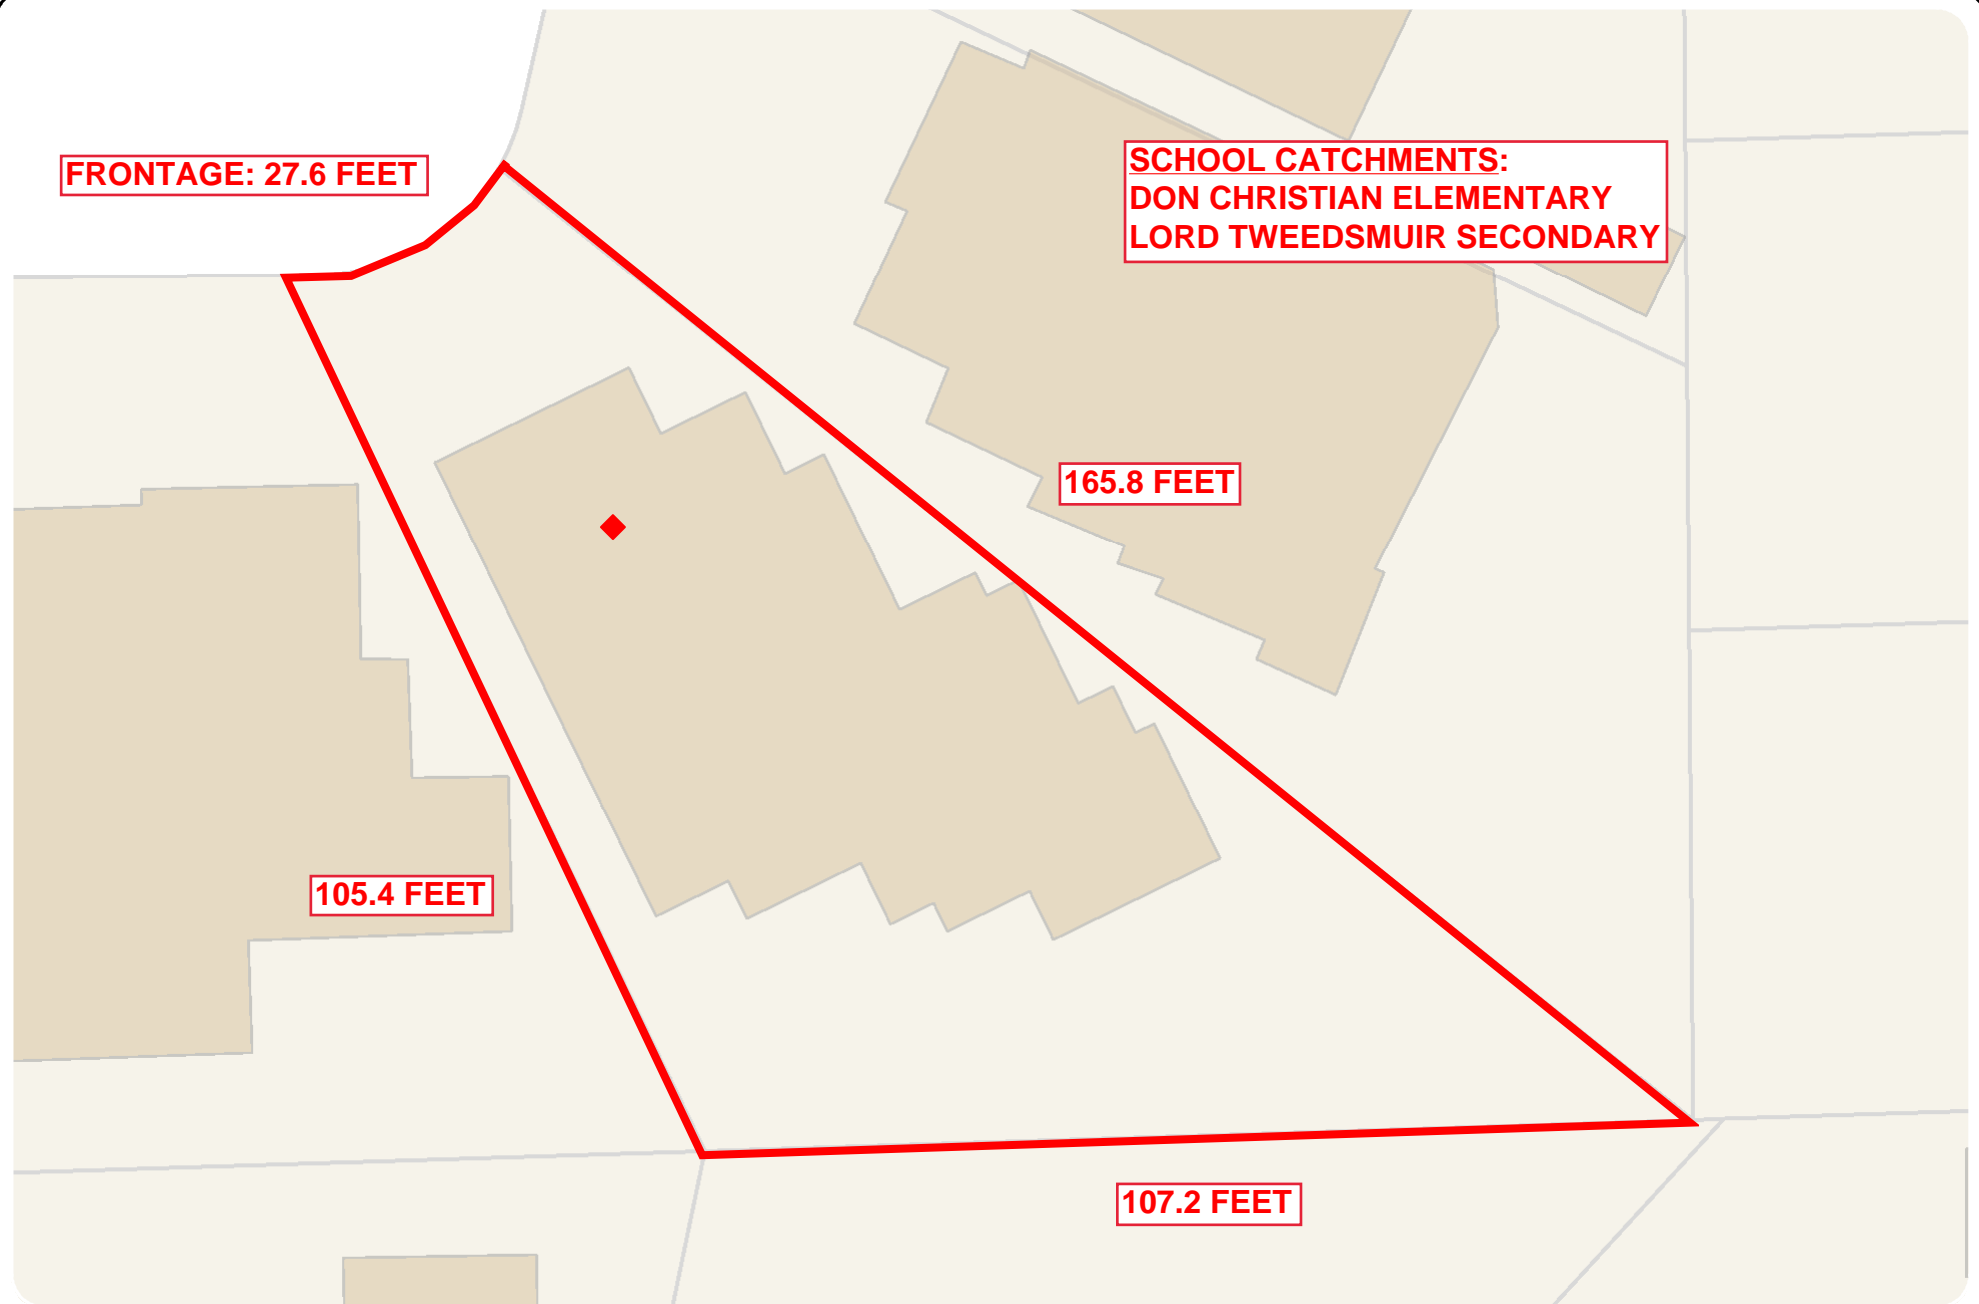 FRONTAGE: 27.6 FEET
SCHOOL CATCHMENTS:
DON CHRISTIAN ELEMENTARY
LORD TWEEDSMUIR SECONDARY
165.8 FEET
105.4 FEET
107.2 FEET